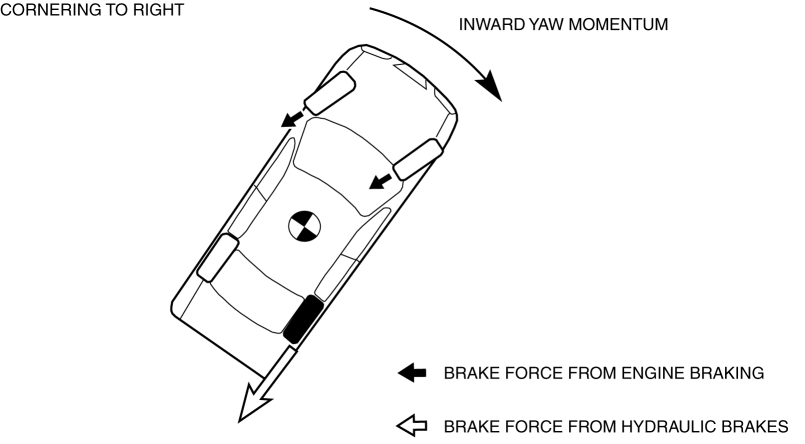 CORNERING TO RIGHT
INWARD YAW MOMENTUM
BRAKE FORCE FROM ENGINE BRAKING
BRAKE FORCE FROM HYDRAULIC BRAKES